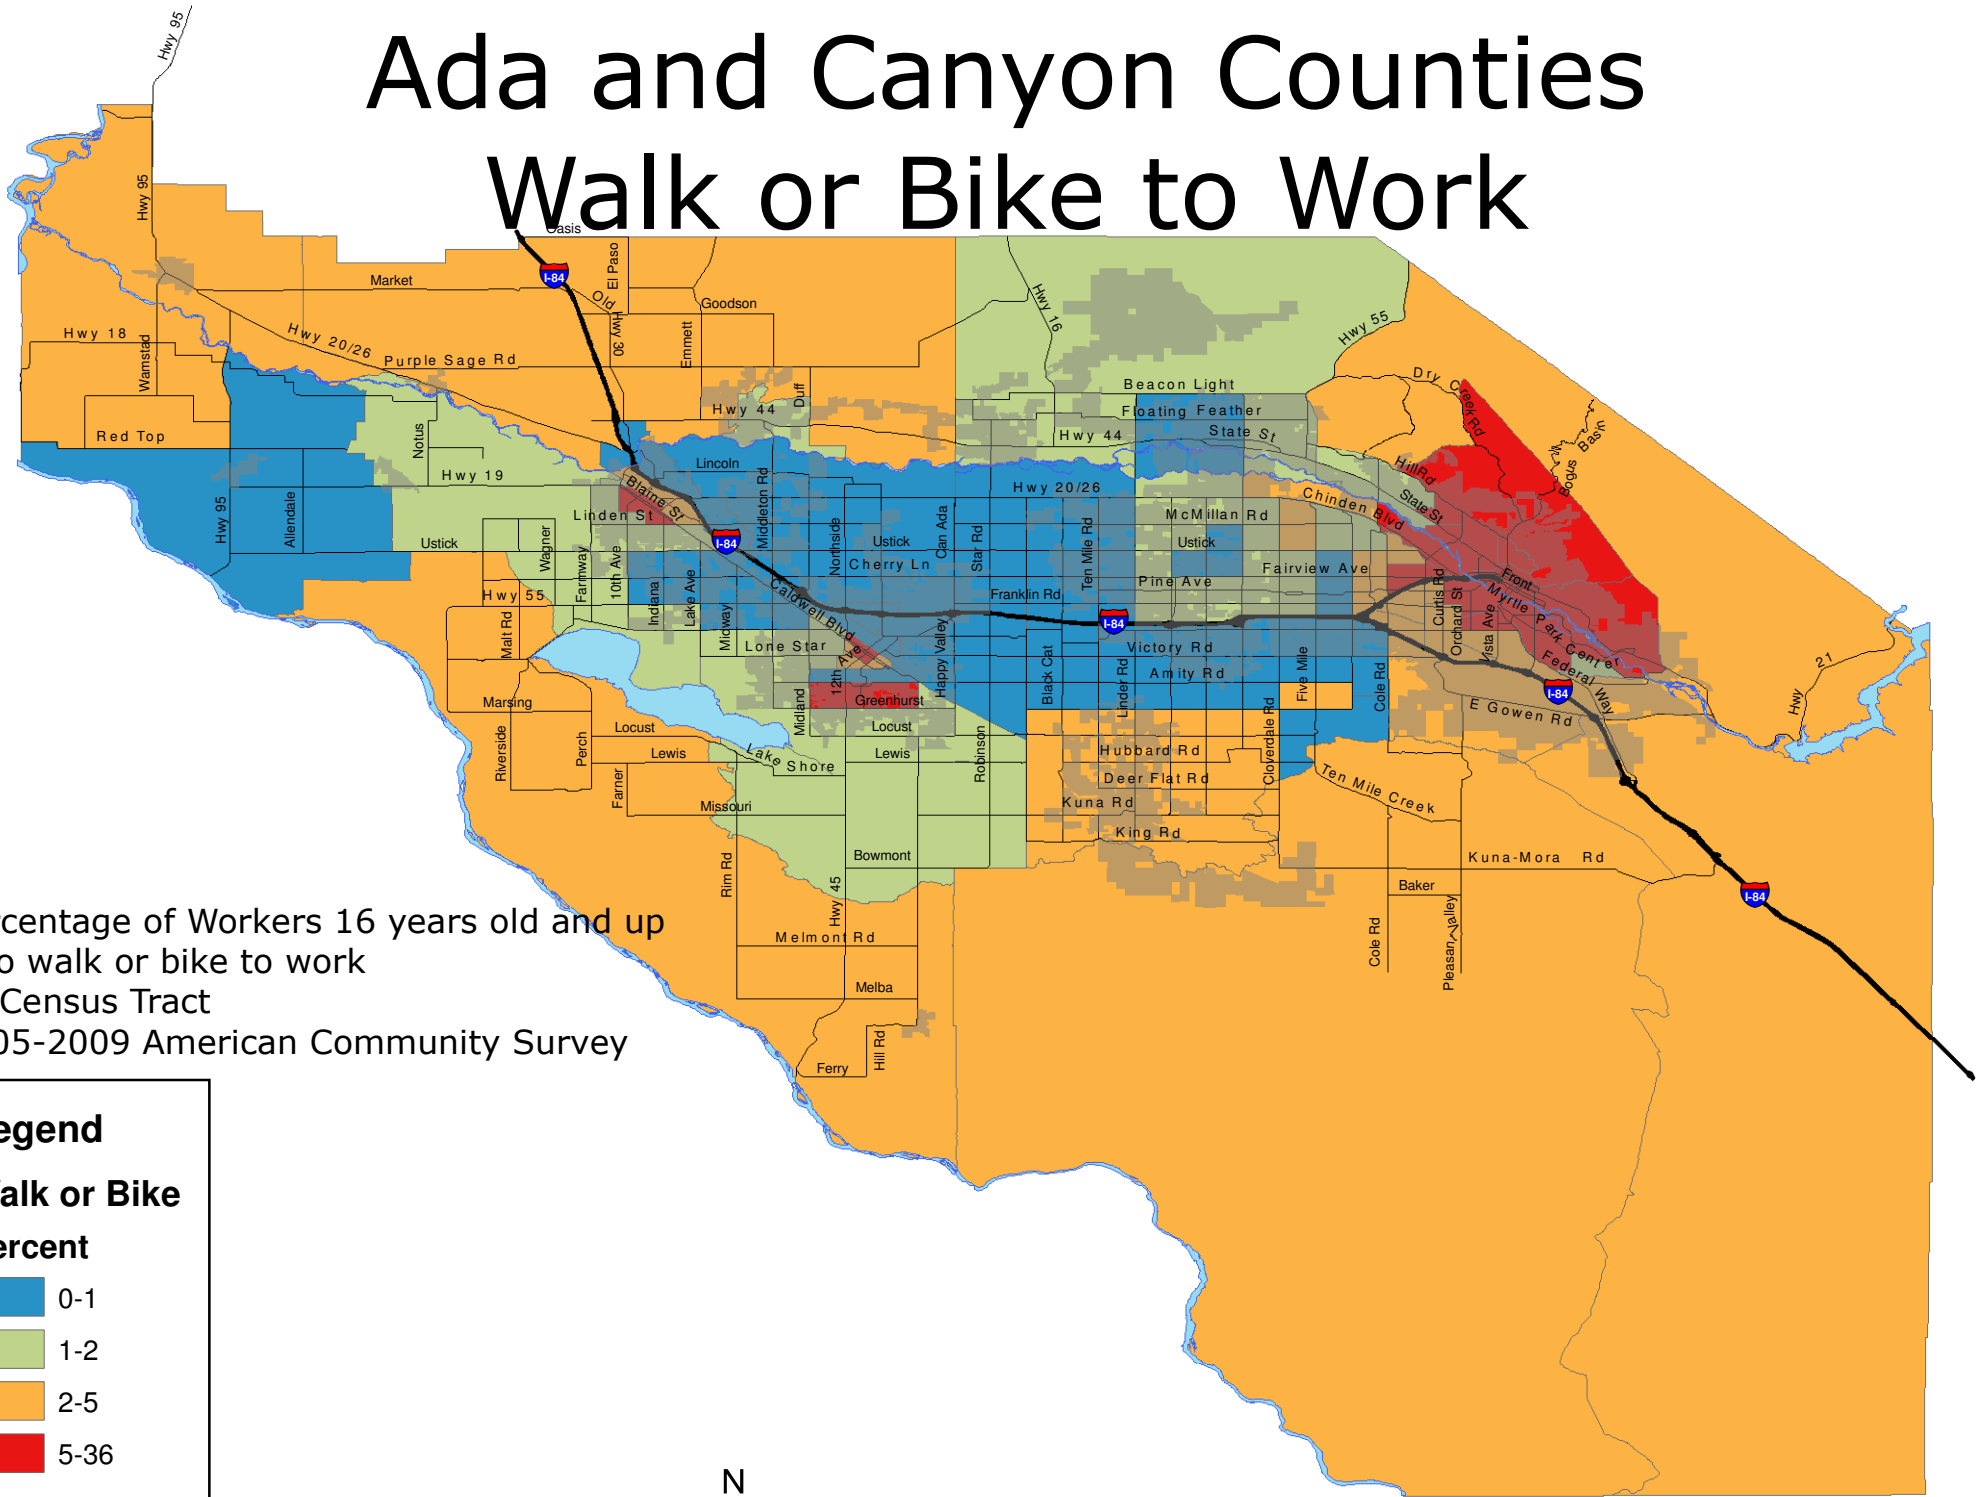 Ada and Canyon Counties
Walk or Bike to Work
Hwy 95
Hwy 95
Oasis
I-84
El Paso
Market
Old Hwy 30
Goodson
Emmett
Hwy 16
Hwy 55
Hwy 18
Wamstad
Hwy 20/26
Purple Sage Rd
Duff
Hwy 44
Beacon Light
Floating Feather
State St
Hwy 44
Dry Creek Rd
Bogus Basin
Red Top
Notus
Hwy 19
Lincoln
Middleton Rd
Hwy 20/26
Hill Rd
State St
Chinden Blvd
Blaine St
Linden St
McMillan Rd
Hwy 95
Allendale
Ustick
Wagner
Farmway
10th Ave
I-84
Northside
Ustick
Cherry Ln
Can Ada
Star Rd
Ten Mile Rd
Ustick
Fairview Ave
Pine Ave
Hwy 55
Indiana
Lake Ave
Midway
Caldwell Blvd
Franklin Rd
I-84
Curtis Rd
Orchard St
Vista Ave
Front
Myrtle
Park Center
Federal Way
Malt Rd
Lone Star
12th Ave
Happy Valley
Victory Rd
Amity Rd
Black Cat
Linder Rd
Five Mile
Cole Rd
Cloverdale Rd
I-84
E Gowen Rd
Hwy 21
Marsing
Greenhurst
Midland
Locust
Locust
Lewis
Lewis
Lake Shore
Riverside
Perch
Farner
Robinson
Hubbard Rd
Deer Flat Rd
Ten Mile Creek
Missouri
Kuna Rd
King Rd
Bowmont
Rim Rd
Hwy 45
Kuna-Mora Rd
Baker
I-84
Cole Rd
Pleasant Valley
Melmont Rd
Melba
Hill Rd
Ferry
rcentage of Workers 16 years old and up
o walk or bike to work
Census Tract
05-2009 American Community Survey
egend
alk or Bike
ercent
0-1
1-2
2-5
5-36
N